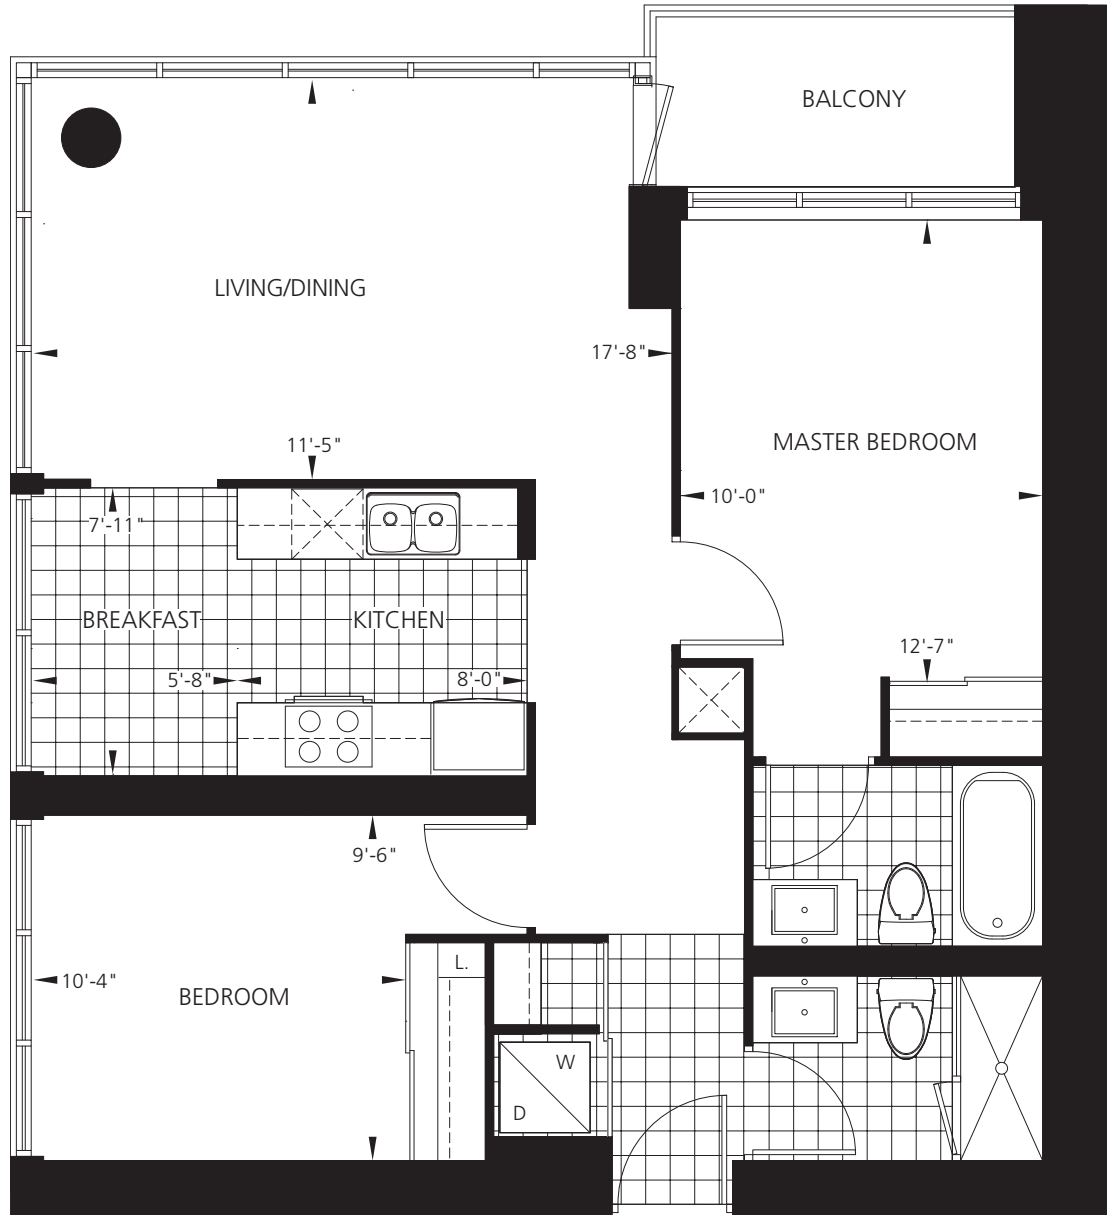 BALCONY
LIVING/DINING
17'-8"
11'-5"
MASTER BEDROOM
10'-0"
7'-11"
BREAKFAST
KITCHEN
5'-8"
8'-0"
12'-7"
9'-6"
10'-4"
BEDROOM
L.
W
D